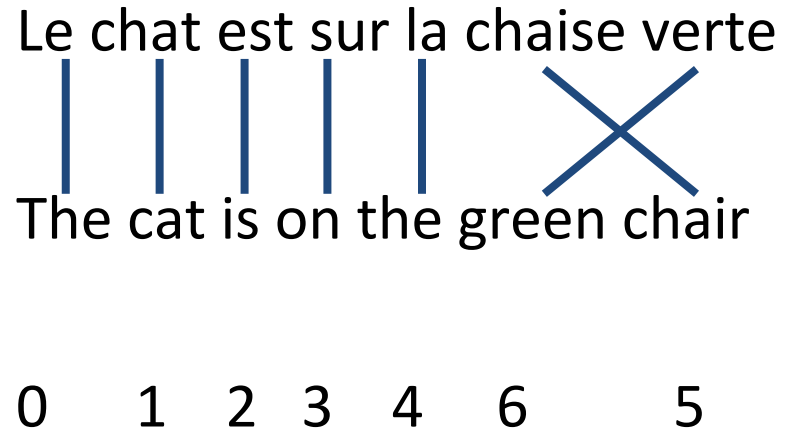 Le chat est sur la chaise verte
The cat is on the green chair
0 1 2 3 4 6 5